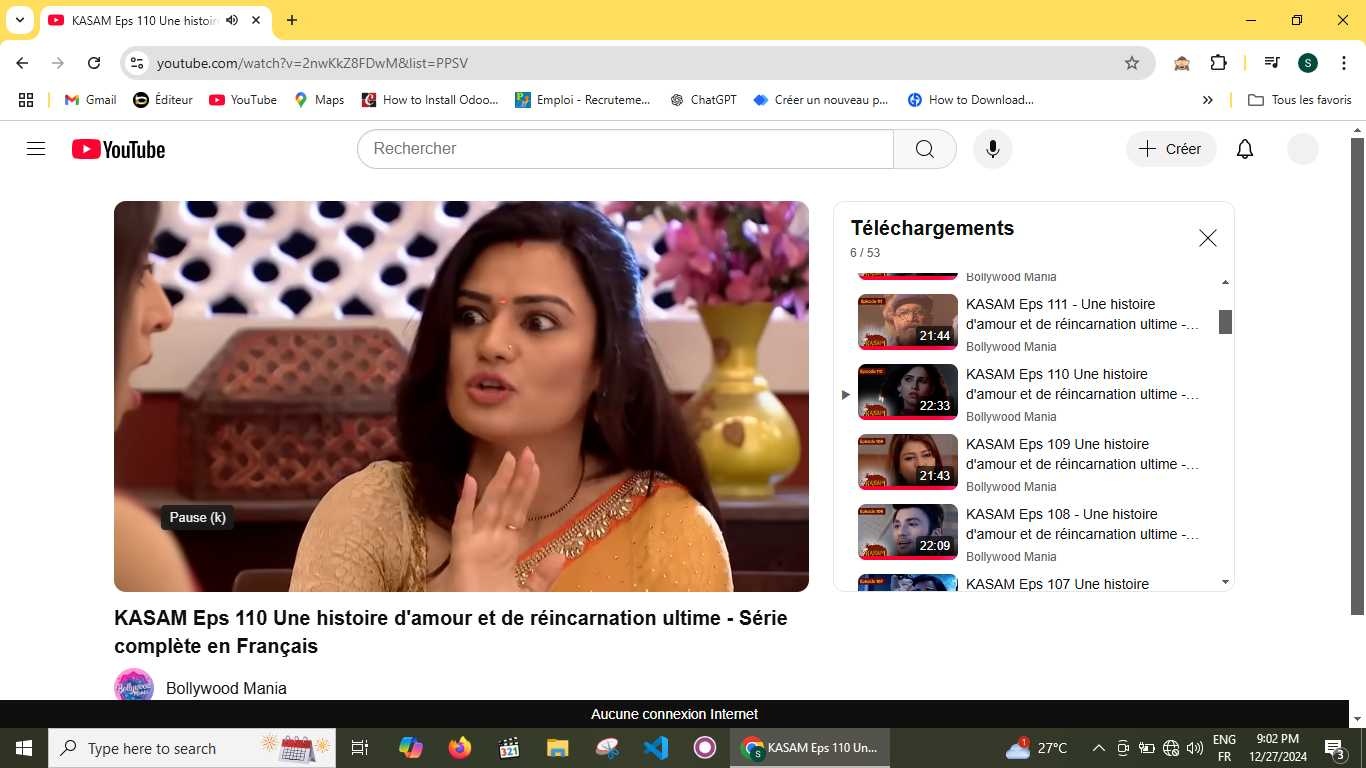 KASAM Eps 110 Une histoir
youtube.com/watch?v=2nwKkZ8FDwM&list=PPSV
S
Gmail
Éditeur
YouTube
Maps
How to Install Odoo...
Emploi - Recruteme...
ChatGPT
Créer un nouveau p...
How to Download...
»
Tous les favoris
YouTube
Rechercher
Créer
Pause (k)
Téléchargements
6 / 53
Bollywood Mania
KASAM Eps 111 - Une histoire
d'amour et de réincarnation ultime -...
21:44
Bollywood Mania
KASAM Eps 110 Une histoire
d'amour et de réincarnation ultime -...
22:33
Bollywood Mania
KASAM Eps 109 Une histoire
d'amour et de réincarnation ultime -...
21:43
Bollywood Mania
KASAM Eps 108 - Une histoire
d'amour et de réincarnation ultime -...
22:09
Bollywood Mania
KASAM Eps 107 Une histoire
KASAM Eps 110 Une histoire d'amour et de réincarnation ultime - Série
complète en Français
Bollywood Mania
Aucune connexion Internet
Type here to search
321
KASAM Eps 110 Un...
27°C
ENG
FR
9:02 PM
12/27/2024
3